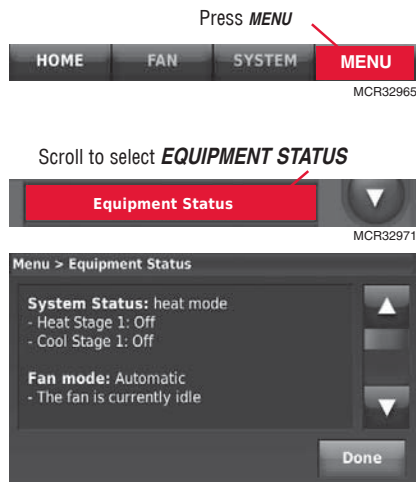 Press MENU
HOME FAN SYSTEM MENU
MCR32965
Scroll to select EQUIPMENT STATUS
Equipment Status
MCR32971
Menu > Equipment Status
System Status: heat mode
- Heat Stage 1: Off
- Cool Stage 1: Off
Fan mode: Automatic
- The fan is currently idle
Done